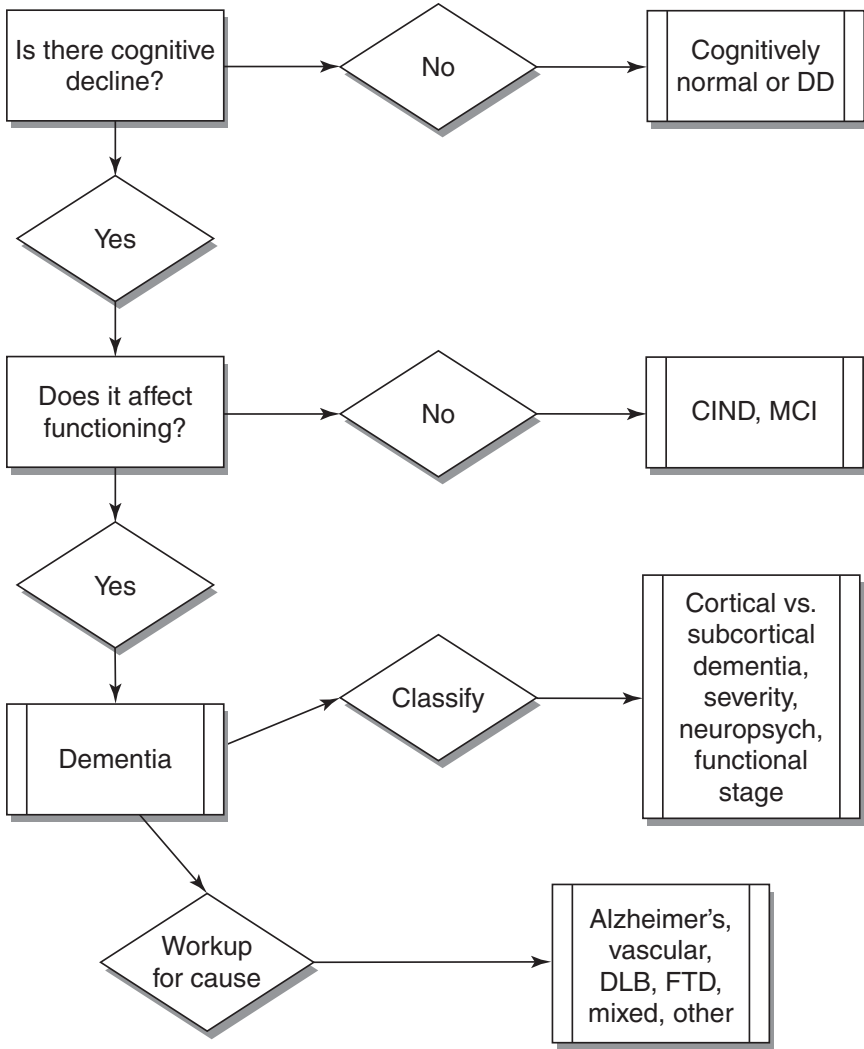 Is there cognitive
decline?
No
Cognitively
normal or DD
Yes
Does it affect
functioning?
No
CIND, MCI
Yes
Dementia
Classify
Cortical vs.
subcortical
dementia,
severity,
neuropsych,
functional
stage
Workup
for cause
Alzheimer’s,
vascular,
DLB, FTD,
mixed, other